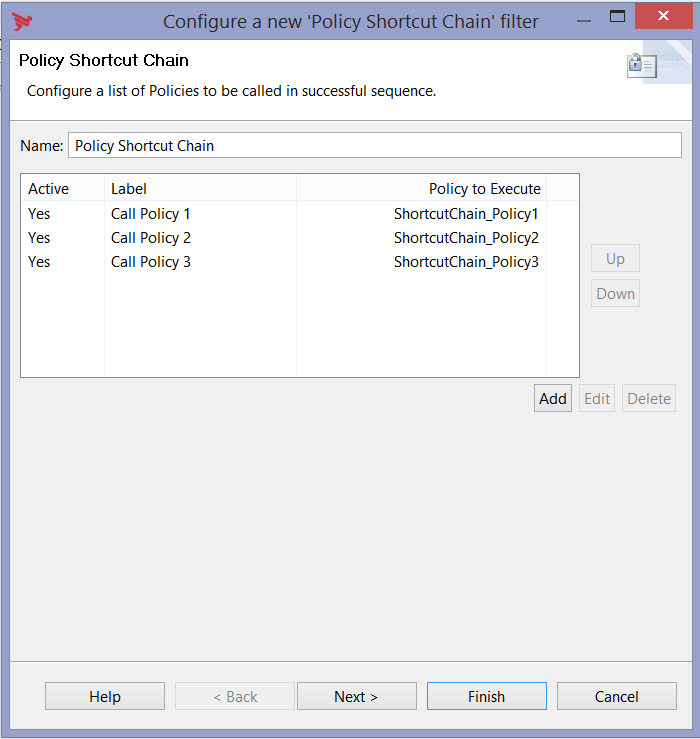 Configure a new 'Policy Shortcut Chain' filter
Policy Shortcut Chain
Configure a list of Policies to be called in successful sequence.
Name: Policy Shortcut Chain
Active Label Policy to Execute
Yes Call Policy 1 ShortcutChain_Policy1
Yes Call Policy 2 ShortcutChain_Policy2
Yes Call Policy 3 ShortcutChain_Policy3
Up
Down
Add Edit Delete
Help < Back Next > Finish Cancel